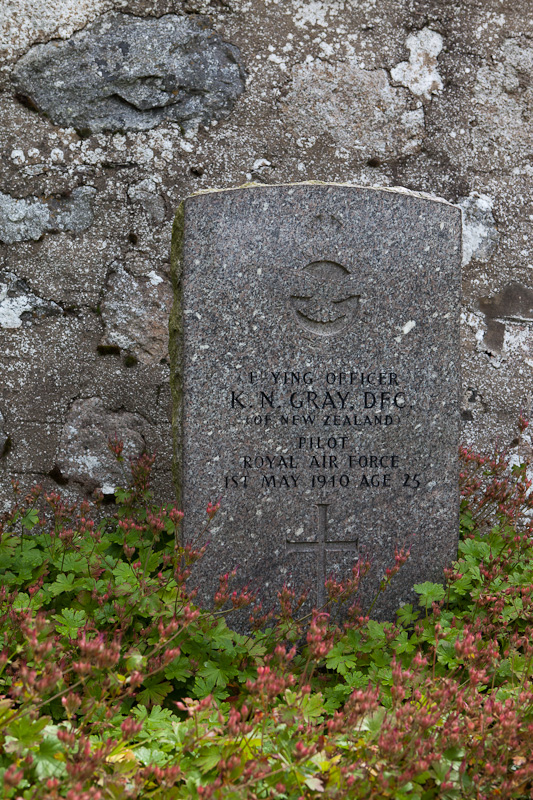 FLYING OFFICER
K. N. GRAY, DFC.
(OF NEW ZEALAND)
PILOT
ROYAL AIR FORCE
1ST MAY 1940 AGE 25